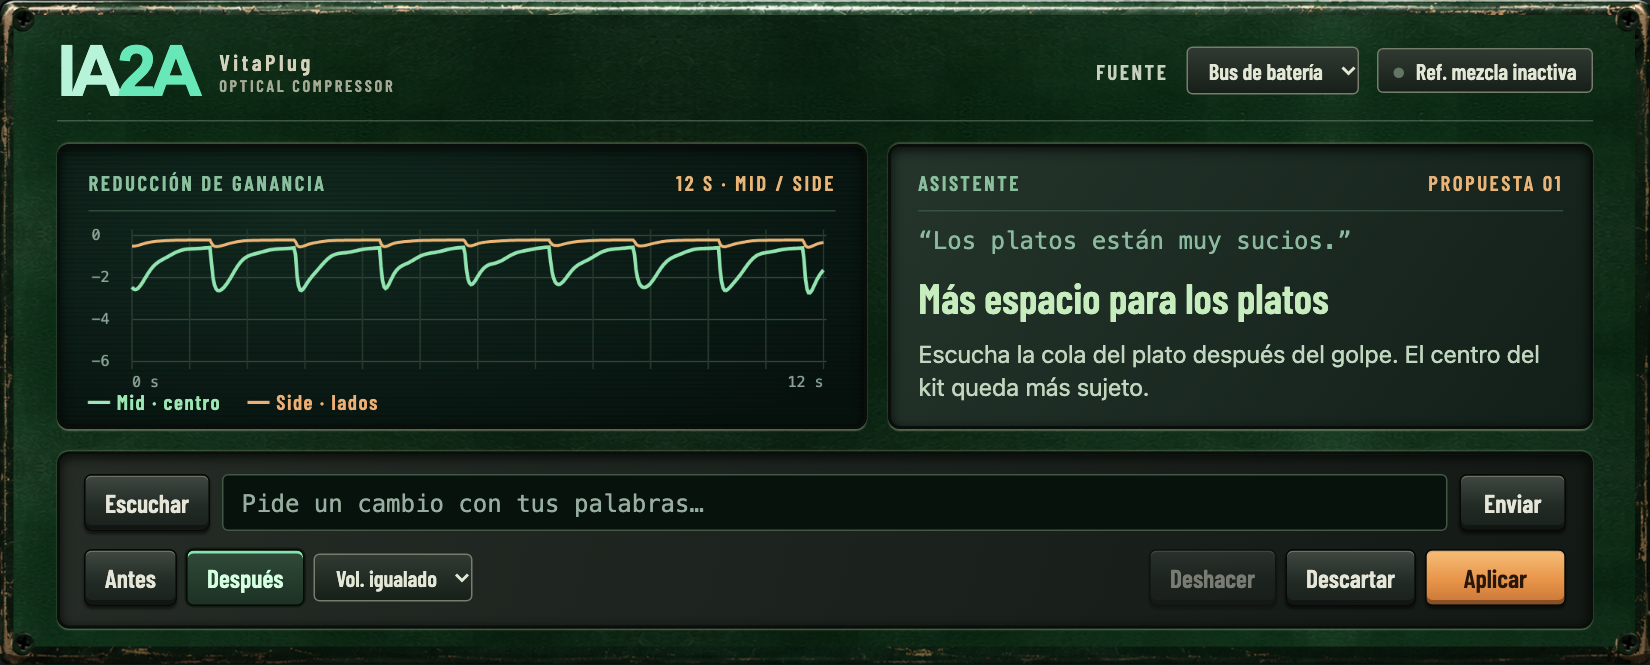 IA2A
VitaPlug
OPTICAL COMPRESSOR
FUENTE
Bus de batería
Ref. mezcla inactiva
REDUCCIÓN DE GANANCIA
12 S · MID / SIDE
0
−2
−4
−6
0 s
12 s
Mid · centro
Side · lados
ASISTENTE
PROPUESTA 01
“Los platos están muy sucios.”
Más espacio para los platos
Escucha la cola del plato después del golpe. El centro del
kit queda más sujeto.
Escuchar
Pide un cambio con tus palabras…
Enviar
Antes
Después
Vol. igualado
Deshacer
Descartar
Aplicar